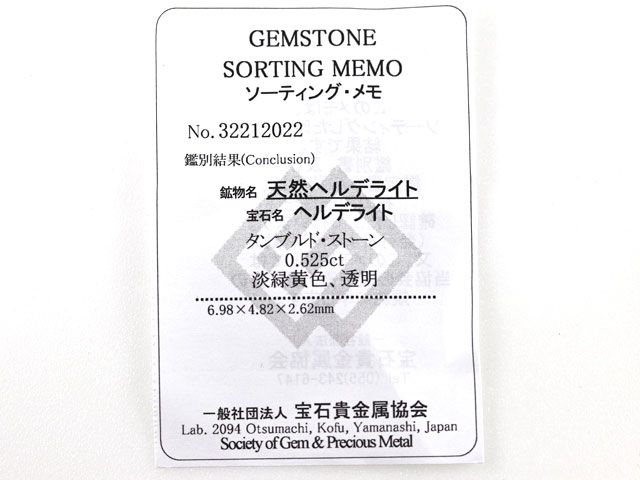 GEMSTONE
SORTING MEMO
ソーティング・メモ
No. 32212022
鑑別結果(Conclusion)
鉱物名 天然ヘルデライト
宝石名 ヘルデライト
タンブルド・ストーン
0.525ct
淡緑黄色、透明
6.98×4.82×2.62mm
一般社団法人 宝石貴金属協会
Lab. 2094 Otsumachi, Kofu, Yamanashi, Japan
Society of Gem & Precious Metal